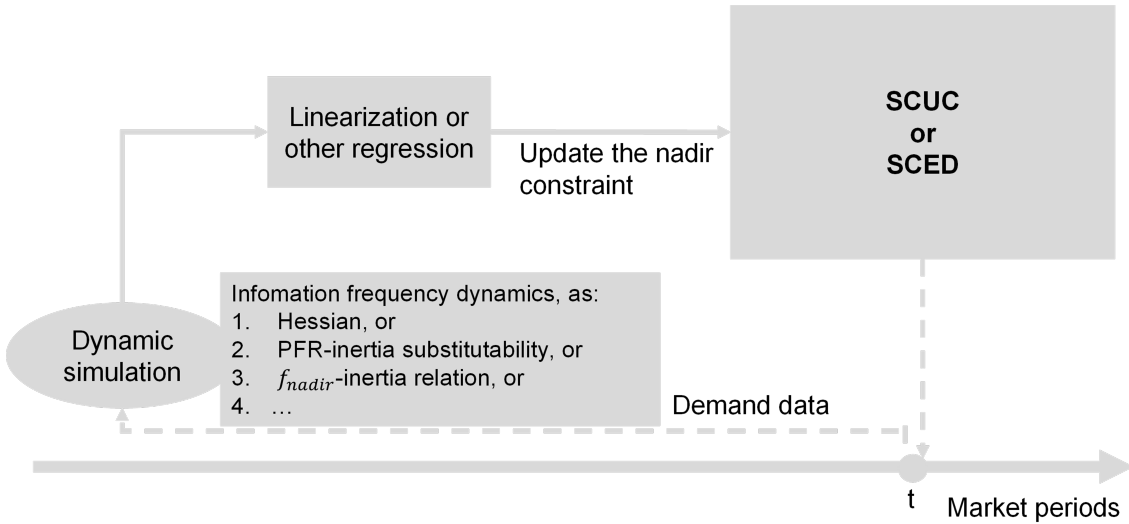 Linearization or
other regression
Update the nadir
constraint
SCUC
or
SCED
Dynamic
simulation
Infomation frequency dynamics, as:
1. Hessian, or
2. PFR-inertia substitutability, or
3. f_nadir-inertia relation, or
4. ...
Demand data
t
Market periods